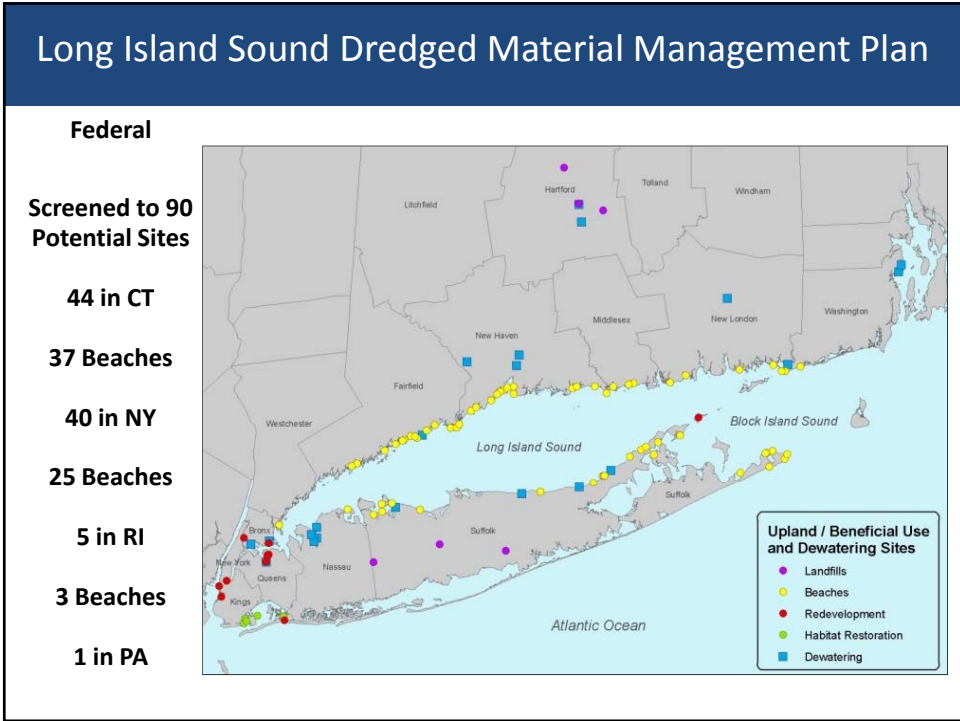 Long Island Sound Dredged Material Management Plan
Federal
Screened to 90
Potential Sites
44 in CT
37 Beaches
40 in NY
25 Beaches
5 in RI
3 Beaches
1 in PA
Litchfield
Hartford
Tolland
Windham
New Haven
Middlesex
New London
Washington
Fairfield
Westchester
Long Island Sound
Block Island Sound
Bronx
New York
Queens
Nassau
Suffolk
Suffolk
Kings
Atlantic Ocean
Upland / Beneficial Use
and Dewatering Sites
Landfills
Beaches
Redevelopment
Habitat Restoration
Dewatering